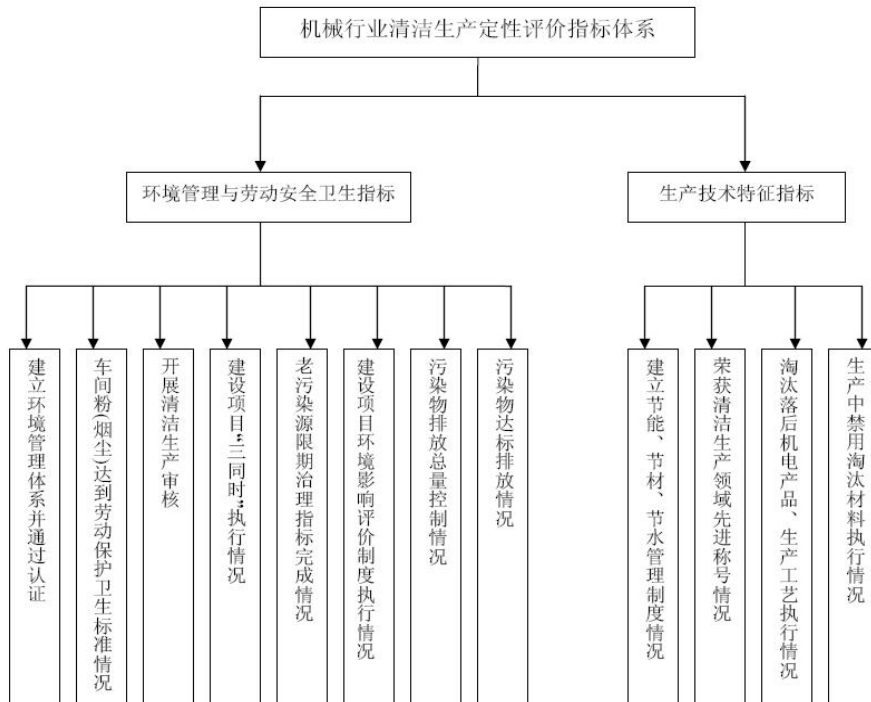 机械行业清洁生产定性评价指标体系
环境管理与劳动安全卫生指标
生产技术特征指标
建立环境管理体系并通过认证
车间粉(烟尘)达到劳动保护卫生标准情况
开展清洁生产审核
建设项目“三同时”执行情况
老污染源限期治理指标完成情况
建设项目环境影响评价制度执行情况
污染物排放总量控制情况
污染物达标排放情况
建立节能、节材、节水管理制度情况
荣获清洁生产领域先进称号情况
淘汰落后机电产品、生产工艺执行情况
生产中禁用淘汰材料执行情况